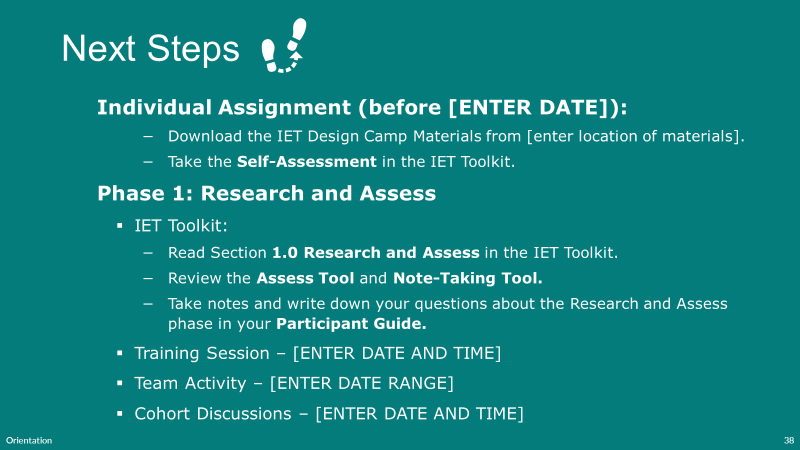 Next Steps
Individual Assignment (before [ENTER DATE]):
– Download the IET Design Camp Materials from [enter location of materials].
– Take the Self-Assessment in the IET Toolkit.
Phase 1: Research and Assess
▪ IET Toolkit:
– Read Section 1.0 Research and Assess in the IET Toolkit.
– Review the Assess Tool and Note-Taking Tool.
– Take notes and write down your questions about the Research and Assess
phase in your Participant Guide.
▪ Training Session – [ENTER DATE AND TIME]
▪ Team Activity – [ENTER DATE RANGE]
▪ Cohort Discussions – [ENTER DATE AND TIME]
Orientation
38